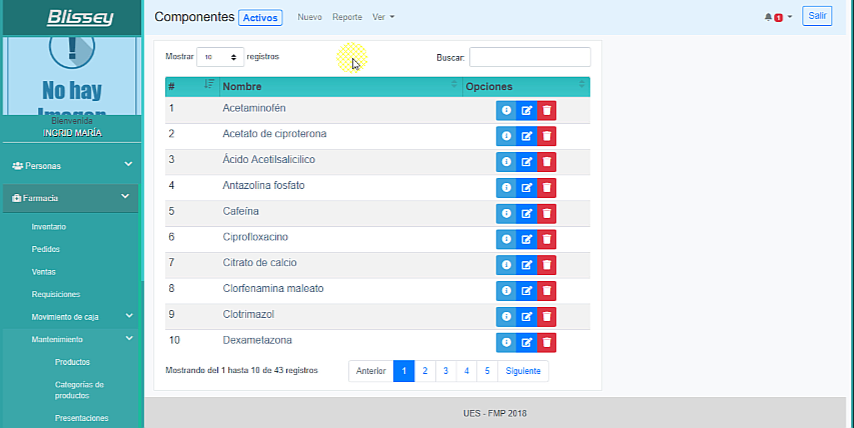 Blissey
Componentes Activos Nuevo Reporte Ver
1 Salir
No hay
Imagen
Bienvenida
INGRID MARÍA
Personas
Farmacia
Inventario
Pedidos
Ventas
Requisiciones
Movimiento de caja
Mantenimiento
Productos
Categorías de
productos
Presentaciones
Mostrar 10 registros Buscar:
# Nombre Opciones
1 Acetaminofén
2 Acetato de ciproterona
3 Ácido Acetilsalicilico
4 Antazolina fosfato
5 Cafeína
6 Ciprofloxacino
7 Citrato de calcio
8 Clorfenamina maleato
9 Clotrimazol
10 Dexametazona
Mostrando del 1 hasta 10 de 43 registros Anterior 1 2 3 4 5 Siguiente
UES - FMP 2018